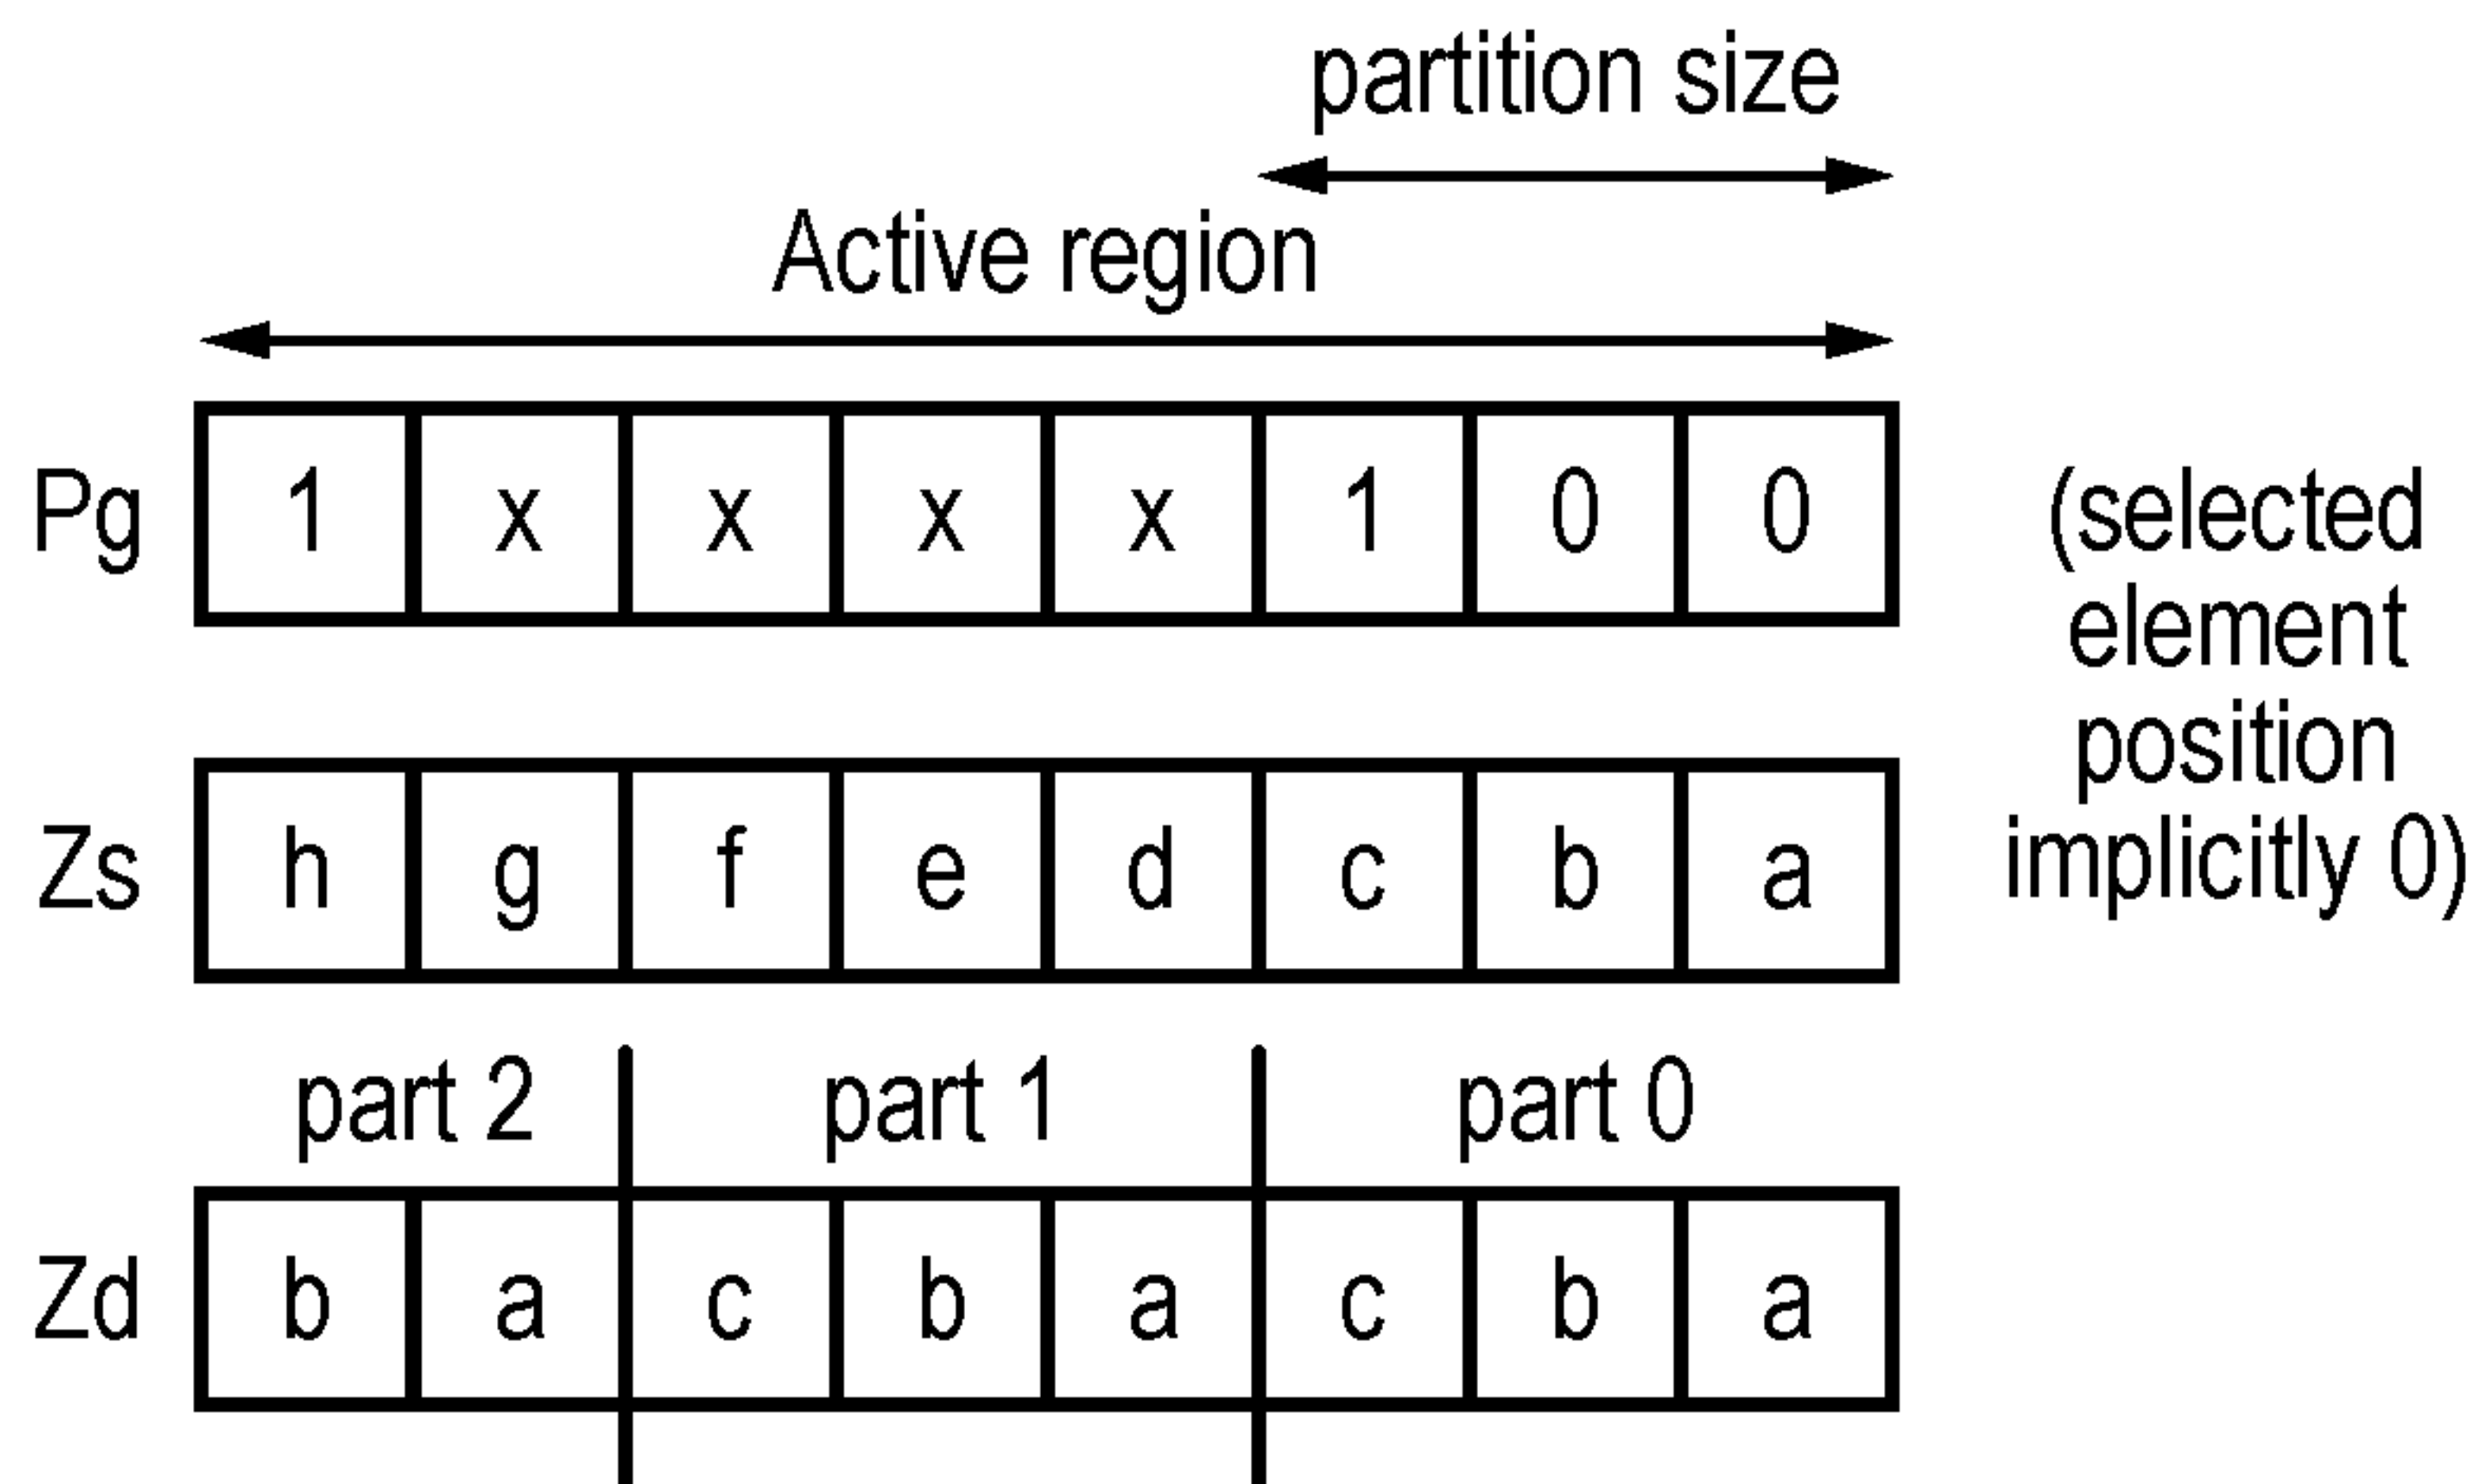 partition size
Active region
Pg 1 x x x x 1 0 0
(selected
element
position
implicitly 0)
Zs h g f e d c b a
part 2 part 1 part 0
Zd b a c b a c b a